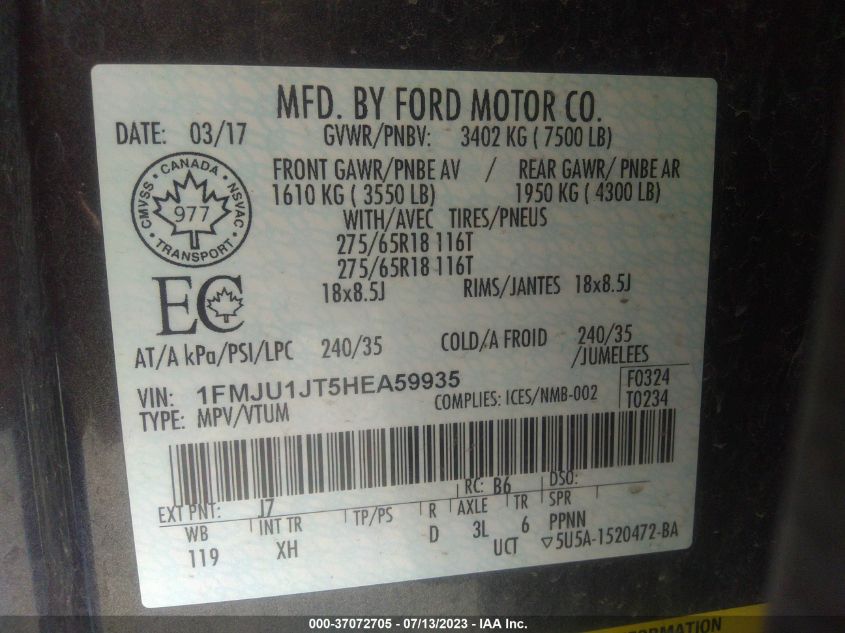 MFD. BY FORD MOTOR CO.
DATE: 03/17
GVWR/PNBV: 3402 KG ( 7500 LB)
FRONT GAWR/PNBE AV / REAR GAWR/ PNBE AR
1610 KG ( 3550 LB) 1950 KG ( 4300 LB)
WITH/AVEC TIRES/PNEUS
275/65R18 116T
275/65R18 116T
18x8.5J RIMS/JANTES 18x8.5J
CMVSS • CANADA • NSVAC • TRANSPORT •
977
EC
AT/A kPa/PSI/LPC 240/35 COLD/A FROID 240/35
/JUMELEES
VIN: 1FMJU1JT5HEA59935
TYPE: MPV/VTUM
COMPLIES: ICES/NMB-002
F0324
T0234
EXT PNT: J7 RC: B6 DSO:
WB INT TR TP/PS R AXLE TR SPR
119 XH D 3L 6 PPNN
UCT ▽5U5A-1520472-BA
000-37072705 - 07/13/2023 - IAA Inc.